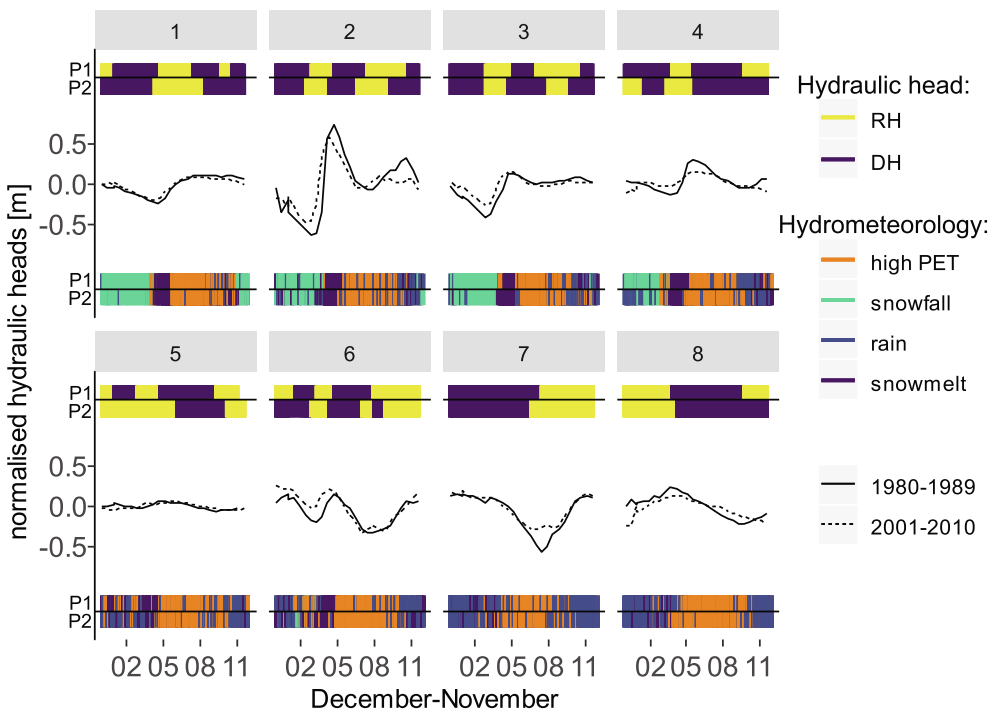 1 2 3 4
P1
P2
0.5
0.0
-0.5
P1
P2
5 6 7 8
P1
P2
0.5
0.0
-0.5
P1
P2
02 05 08 11 02 05 08 11 02 05 08 11 02 05 08 11
December-November
normalised hydraulic heads [m]
Hydraulic head:
RH
DH
Hydrometeorology:
high PET
snowfall
rain
snowmelt
1980-1989
2001-2010